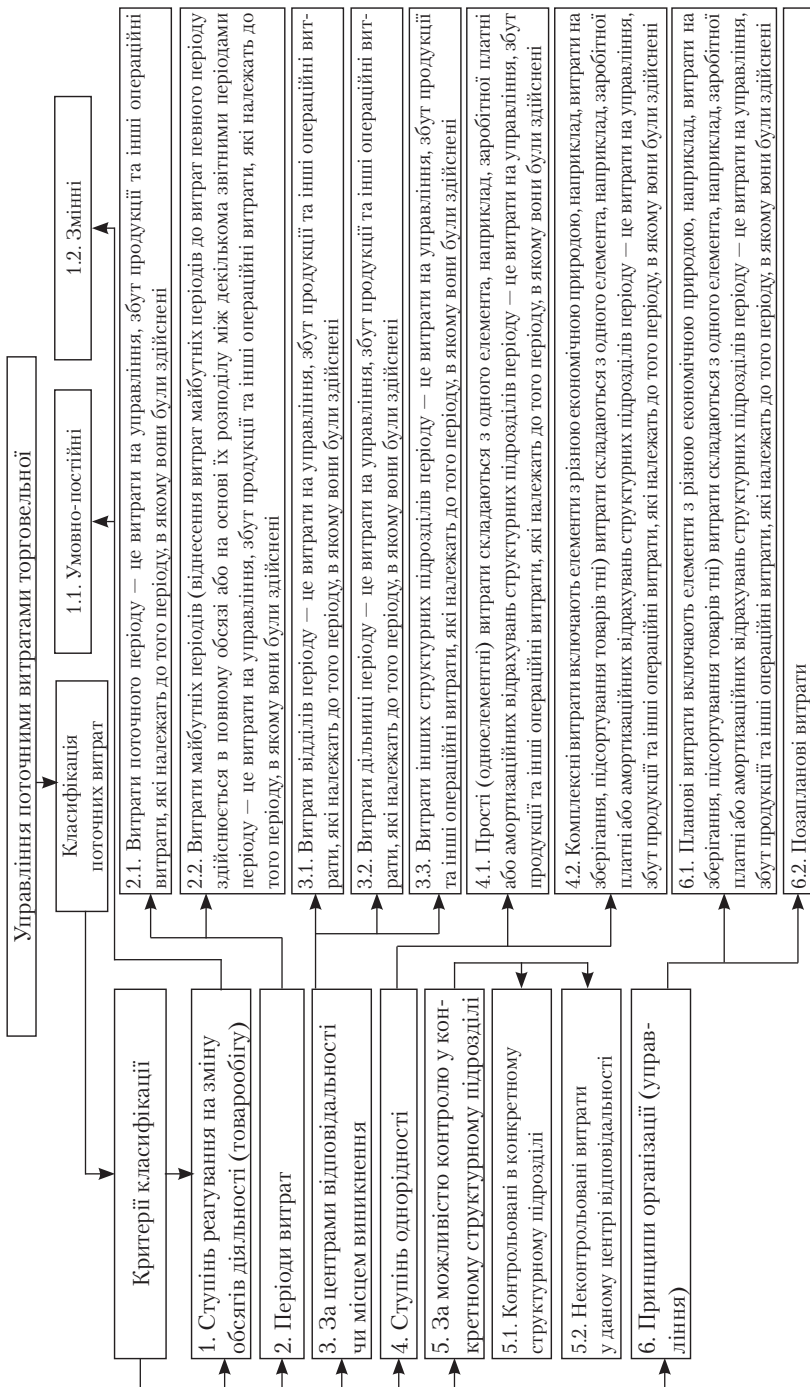 Управління поточними витратами торговельної
Класифікація
поточних витрат
1.1. Умовно-постійні
1.2. Змінні
Критерії класифікації
1. Ступінь реагування на зміну
обсягів діяльності (товарообігу)
2. Періоди витрат
3. За центрами відповідальності
чи місцем виникнення
4. Ступінь однорідності
5. За можливістю контролю у кон-
кретному структурному підрозділі
5.1. Контрольовані в конкретному
структурному підрозділі
5.2. Неконтрольовані витрати
у даному центрі відповідальності
6. Принципи організації (управ-
ління)
2.1. Витрати поточного періоду — це витрати на управління, збут продукції та інші операційні
витрати, які належать до того періоду, в якому вони були здійснені
2.2. Витрати майбутніх періодів (віднесення витрат майбутніх періодів до витрат певного періоду
здійснюється в повному обсязі або на основі їх розподілу між декількома звітними періодами
періоду — це витрати на управління, збут продукції та інші операційні витрати, які належать до
того періоду, в якому вони були здійснені
3.1. Витрати відділів періоду — це витрати на управління, збут продукції та інші операційні вит-
рати, які належать до того періоду, в якому вони були здійснені
3.2. Витрати дільниці періоду — це витрати на управління, збут продукції та інші операційні вит-
рати, які належать до того періоду, в якому вони були здійснені
3.3. Витрати інших структурних підрозділів періоду — це витрати на управління, збут продукції
та інші операційні витрати, які належать до того періоду, в якому вони були здійснені
4.1. Прості (одноелементні) витрати складаються з одного елемента, наприклад, заробітної платні
або амортизаційних відрахувань структурних підрозділів періоду — це витрати на управління, збут
продукції та інші операційні витрати, які належать до того періоду, в якому вони були здійснені
4.2. Комплексні витрати включають елементи з різною економічною природою, наприклад, витрати на
зберігання, підсортування товарів тні) витрати складаються з одного елемента, наприклад, заробітної
платні або амортизаційних відрахувань структурних підрозділів періоду — це витрати на управління,
збут продукції та інші операційні витрати, які належать до того періоду, в якому вони були здійснені
6.1. Планові витрати включають елементи з різною економічною природою, наприклад, витрати на
зберігання, підсортування товарів тні) витрати складаються з одного елемента, наприклад, заробітної
платні або амортизаційних відрахувань структурних підрозділів періоду — це витрати на управління,
збут продукції та інші операційні витрати, які належать до того періоду, в якому вони були здійснені
6.2. Позапланові витрати